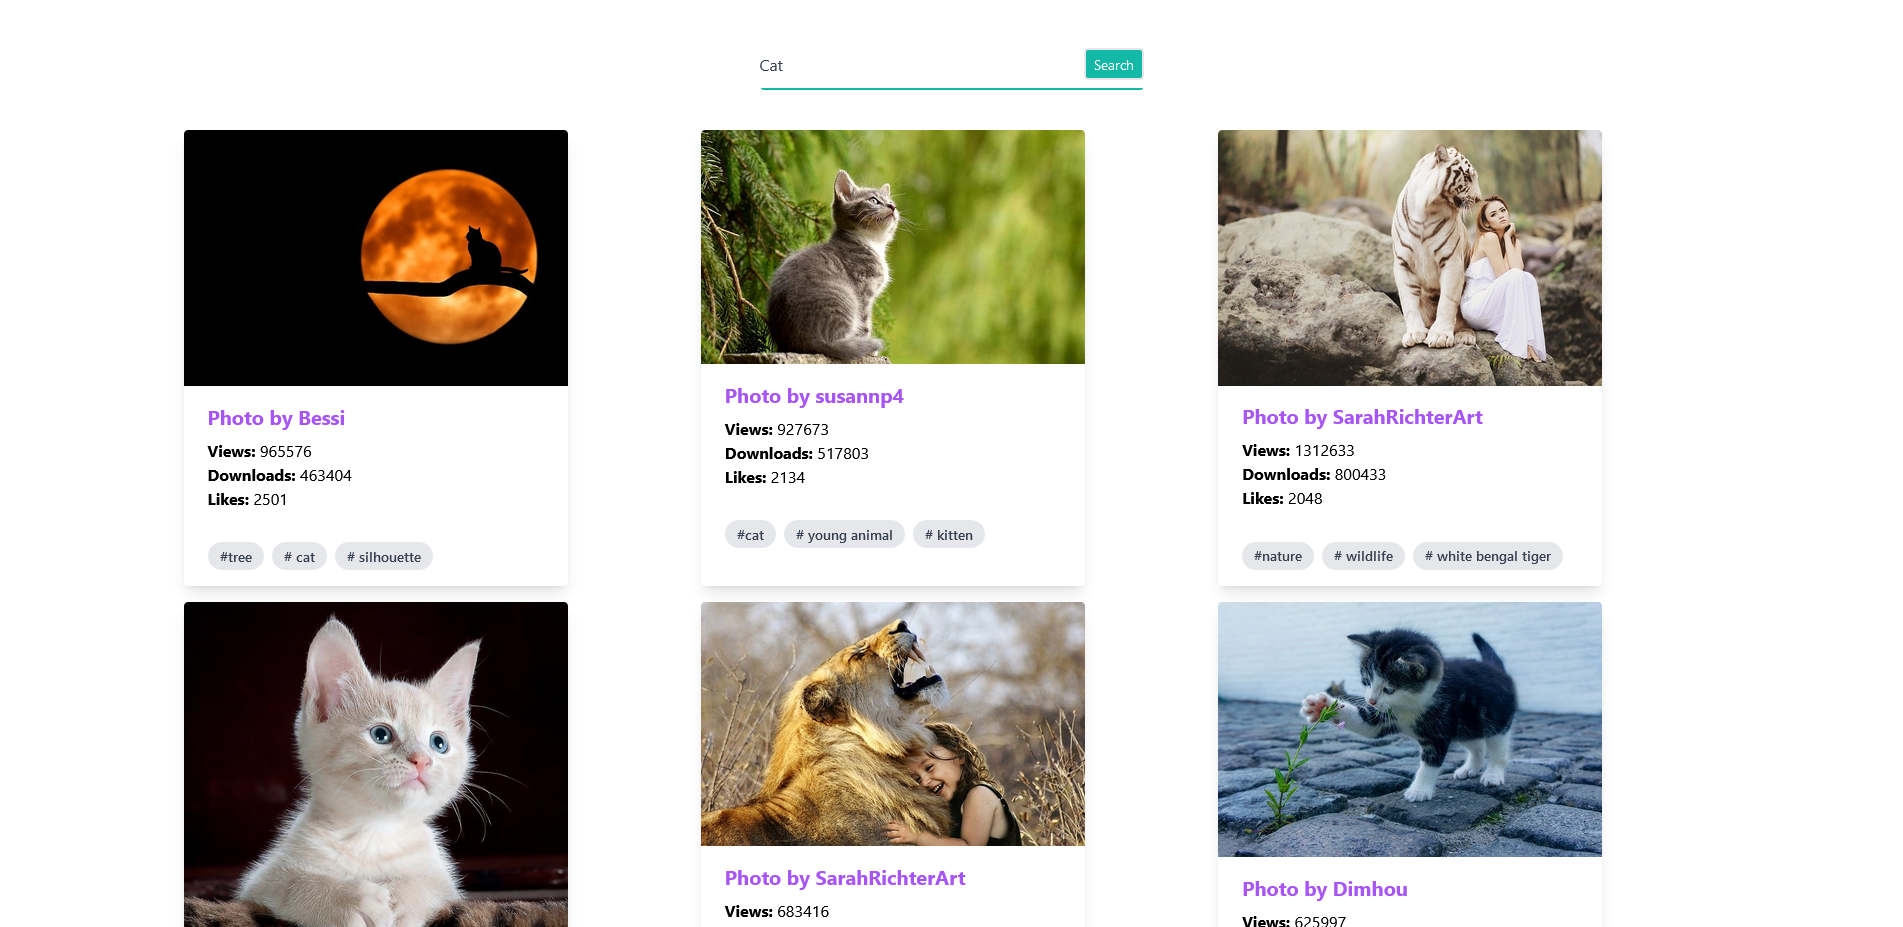 Cat
Search
Photo by Bessi
Views: 965576
Downloads: 463404
Likes: 2501
#tree # cat # silhouette
Photo by susannp4
Views: 927673
Downloads: 517803
Likes: 2134
#cat # young animal # kitten
Photo by SarahRichterArt
Views: 1312633
Downloads: 800433
Likes: 2048
#nature # wildlife # white bengal tiger
Photo by SarahRichterArt
Views: 683416
Photo by Dimhou
Views: 625997